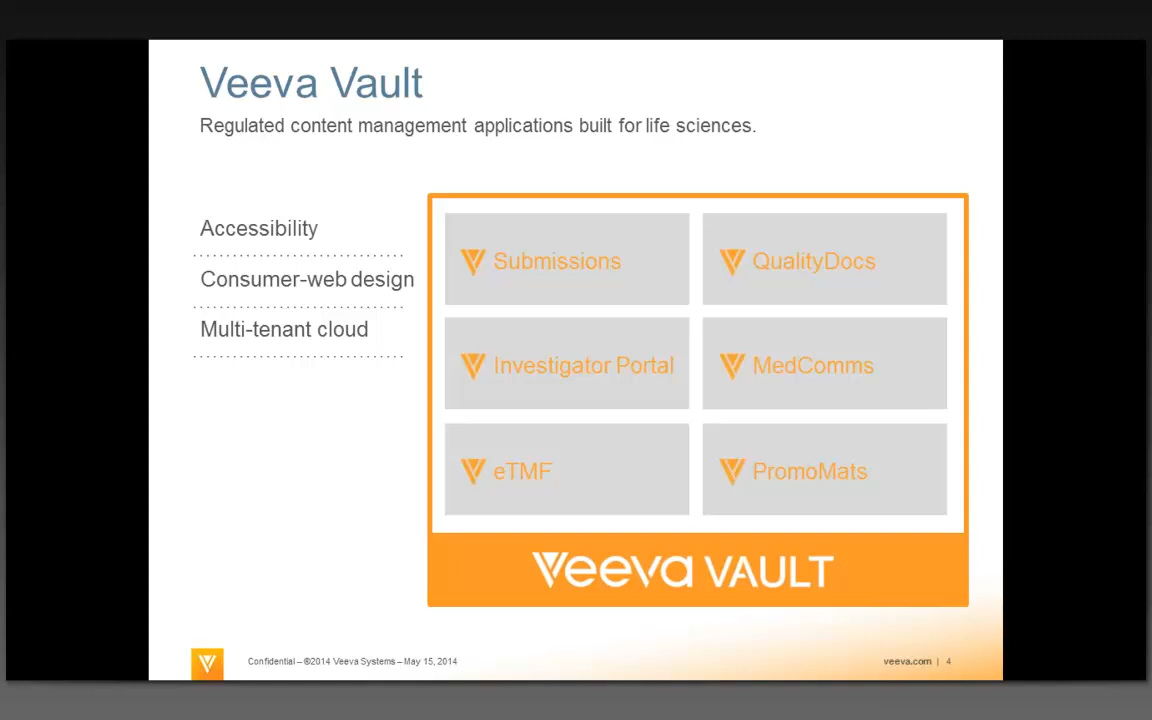 Veeva Vault
Regulated content management applications built for life sciences.
Accessibility
Consumer-web design
Multi-tenant cloud
Submissions
QualityDocs
Investigator Portal
MedComms
eTMF
PromoMats
Veeva VAULT
Confidential – ©2014 Veeva Systems – May 15, 2014
veeva.com | 4